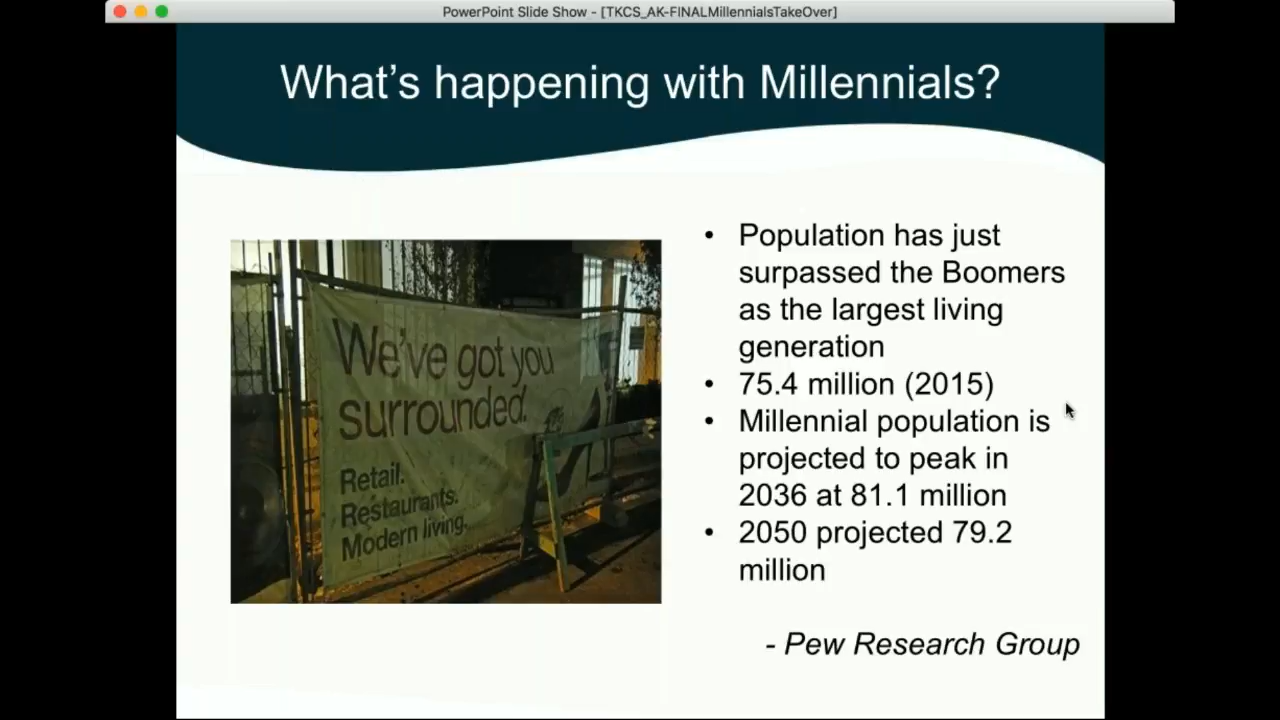 PowerPoint Slide Show - [TKCS_AK-FINALMillennialsTakeOver]
What's happening with Millennials?
We've got you
surrounded.
Retail.
Restaurants.
Modern living.
• Population has just
surpassed the Boomers
as the largest living
generation
• 75.4 million (2015)
• Millennial population is
projected to peak in
2036 at 81.1 million
• 2050 projected 79.2
million
- Pew Research Group